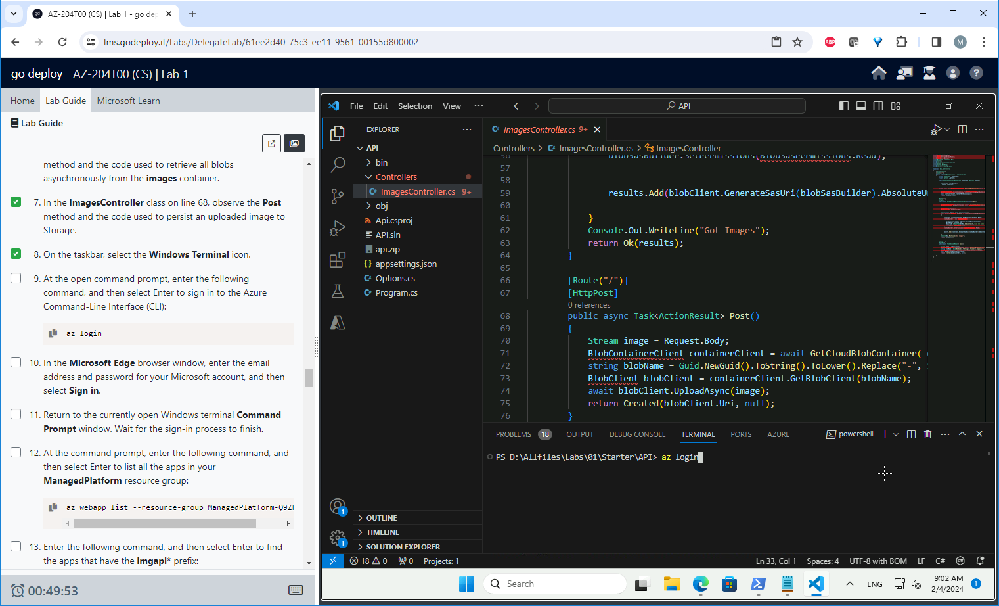 AZ-204T00 (CS) | Lab 1 - go dep
lms.godeploy.it/Labs/DelegateLab/61ee2d40-75c3-ee11-9561-00155d800002
ABP
M
go deploy AZ-204T00 (CS) | Lab 1
Home Lab Guide Microsoft Learn
Lab Guide
method and the code used to retrieve all blobs
asynchronously from the images container.
7. In the ImagesController class on line 68, observe the Post
method and the code used to persist an uploaded image to
Storage.
8. On the taskbar, select the Windows Terminal icon.
9. At the open command prompt, enter the following
command, and then select Enter to sign in to the Azure
Command-Line Interface (CLI):
az login
10. In the Microsoft Edge browser window, enter the email
address and password for your Microsoft account, and then
select Sign in.
11. Return to the currently open Windows terminal Command
Prompt window. Wait for the sign-in process to finish.
12. At the command prompt, enter the following command, and
then select Enter to list all the apps in your
ManagedPlatform resource group:
az webapp list --resource-group ManagedPlatform-Q9Z
13. Enter the following command, and then select Enter to find
the apps that have the imgapi* prefix:
00:49:53
File Edit Selection View ···
API
EXPLORER ···
API
bin
Controllers
ImagesController.cs 9+
obj
Api.csproj
API.sln
api.zip
appsettings.json
Options.cs
Program.cs
OUTLINE
TIMELINE
SOLUTION EXPLORER
ImagesController.cs 9+
Controllers > ImagesController.cs > ImagesController
56 blobSasBuilder.SetPermissions(BlobSasPermissions.Read);
57
58
59 results.Add(blobClient.GenerateSasUri(blobSasBuilder).AbsoluteU
60
61 }
62 Console.Out.WriteLine("Got Images");
63 return Ok(results);
64 }
65
66 [Route("/")]
67 [HttpPost]
0 references
68 public async Task<ActionResult> Post()
69 {
70 Stream image = Request.Body;
71 BlobContainerClient containerClient = await GetCloudBlobContainer(_
72 string blobName = Guid.NewGuid().ToString().ToLower().Replace("-",
73 BlobClient blobClient = containerClient.GetBlobClient(blobName);
74 await blobClient.UploadAsync(image);
75 return Created(blobClient.Uri, null);
76 }
PROBLEMS 18 OUTPUT DEBUG CONSOLE TERMINAL PORTS AZURE powershell
PS D:\Allfiles\Labs\01\Starter\API> az login
1
1
18 0 0 Projects: 1 Ln 33, Col 1 Spaces: 4 UTF-8 with BOM LF C#
Search
ENG
9:02 AM
2/4/2024
1